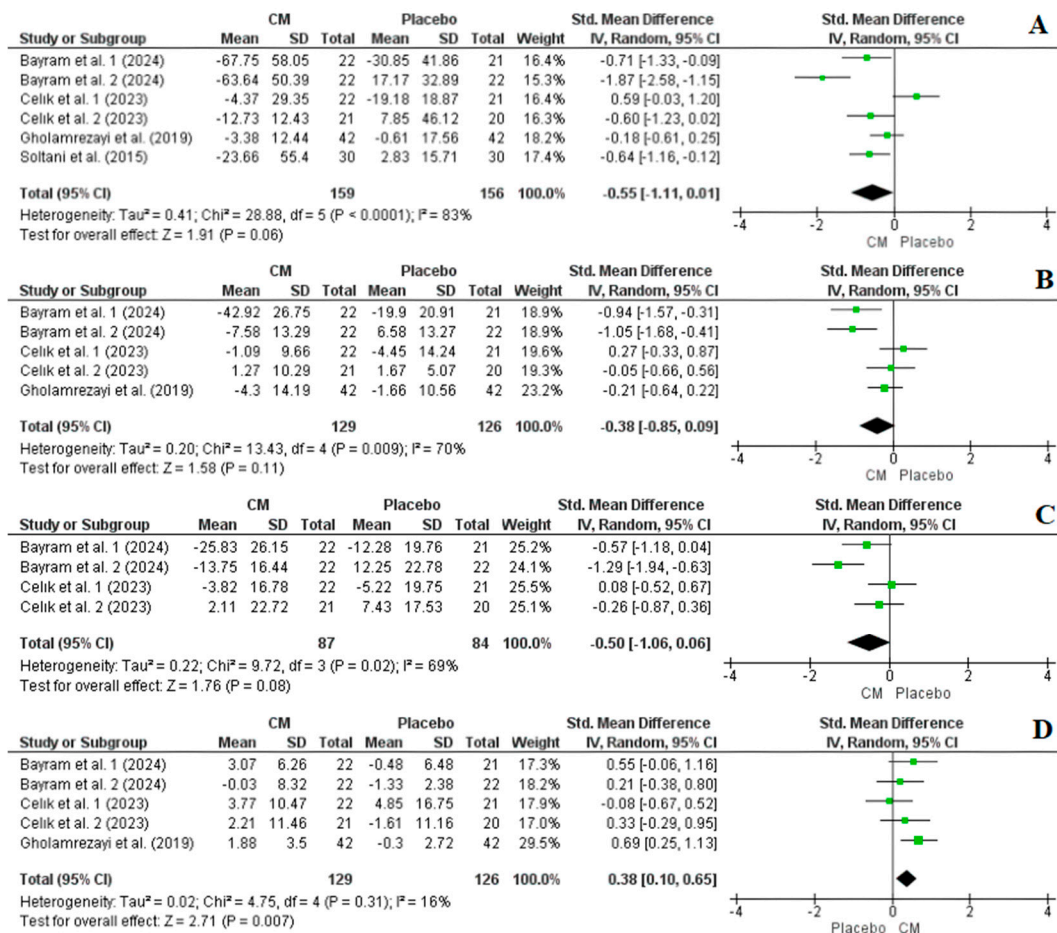 CM Placebo Std. Mean Difference Std. Mean Difference A
Study or Subgroup Mean SD Total Mean SD Total Weight IV, Random, 95% CI IV, Random, 95% CI
Bayram et al. 1 (2024) -67.75 58.05 22 -30.85 41.86 21 16.4% -0.71 [-1.33, -0.09]
Bayram et al. 2 (2024) -63.64 50.39 22 17.17 32.89 22 15.2% -1.87 [-2.58, -1.15]
Celık et al. 1 (2023) -4.37 29.35 22 -19.18 18.87 21 16.4% 0.59 [-0.03, 1.20]
Celık et al. 2 (2023) -12.73 12.43 21 7.85 46.12 20 16.3% -0.60 [-1.23, 0.02]
Gholamrezayi et al. (2019) -3.38 12.44 42 -0.61 17.56 42 18.2% -0.18 [-0.61, 0.25]
Soltani et al. (2015) -23.66 55.4 30 2.83 15.71 30 17.4% -0.64 [-1.16, -0.12]
Total (95% CI) 159 156 100.0% -0.55 [-1.11, 0.01]
Heterogeneity: Tau² = 0.41; Chi² = 28.88, df = 5 (P < 0.0001); I² = 83%
Test for overall effect: Z = 1.91 (P = 0.06)
-4 -2 0 2 4
CM Placebo
CM Placebo Std. Mean Difference Std. Mean Difference B
Study or Subgroup Mean SD Total Mean SD Total Weight IV, Random, 95% CI IV, Random, 95% CI
Bayram et al. 1 (2024) -42.92 26.75 22 -19.9 20.91 21 18.9% -0.94 [-1.57, -0.31]
Bayram et al. 2 (2024) -7.58 13.29 22 6.58 13.27 22 18.9% -1.05 [-1.68, -0.41]
Celık et al. 1 (2023) -1.09 9.66 22 -4.45 14.24 21 19.6% 0.27 [-0.33, 0.87]
Celık et al. 2 (2023) 1.27 10.29 21 1.67 5.07 20 19.3% -0.05 [-0.66, 0.56]
Gholamrezayi et al. (2019) -4.3 14.19 42 -1.66 10.56 42 23.2% -0.21 [-0.64, 0.22]
Total (95% CI) 129 126 100.0% -0.38 [-0.85, 0.09]
Heterogeneity: Tau² = 0.20; Chi² = 13.43, df = 4 (P = 0.009); I² = 70%
Test for overall effect: Z = 1.58 (P = 0.11)
-4 -2 0 2 4
CM Placebo
CM Placebo Std. Mean Difference Std. Mean Difference C
Study or Subgroup Mean SD Total Mean SD Total Weight IV, Random, 95% CI IV, Random, 95% CI
Bayram et al. 1 (2024) -25.83 26.15 22 -12.28 19.76 21 25.2% -0.57 [-1.18, 0.04]
Bayram et al. 2 (2024) -13.75 16.44 22 12.25 22.78 22 24.1% -1.29 [-1.94, -0.63]
Celık et al. 1 (2023) -3.82 16.78 22 -5.22 19.75 21 25.5% 0.08 [-0.52, 0.67]
Celık et al. 2 (2023) 2.11 22.72 21 7.43 17.53 20 25.1% -0.26 [-0.87, 0.36]
Total (95% CI) 87 84 100.0% -0.50 [-1.06, 0.06]
Heterogeneity: Tau² = 0.22; Chi² = 9.72, df = 3 (P = 0.02); I² = 69%
Test for overall effect: Z = 1.76 (P = 0.08)
-4 -2 0 2 4
CM Placebo
CM Placebo Std. Mean Difference Std. Mean Difference D
Study or Subgroup Mean SD Total Mean SD Total Weight IV, Random, 95% CI IV, Random, 95% CI
Bayram et al. 1 (2024) 3.07 6.26 22 -0.48 6.48 21 17.3% 0.55 [-0.06, 1.16]
Bayram et al. 2 (2024) -0.03 8.32 22 -1.33 2.38 22 18.2% 0.21 [-0.38, 0.80]
Celık et al. 1 (2023) 3.77 10.47 22 4.85 16.75 21 17.9% -0.08 [-0.67, 0.52]
Celık et al. 2 (2023) 2.21 11.46 21 -1.61 11.16 20 17.0% 0.33 [-0.29, 0.95]
Gholamrezayi et al. (2019) 1.88 3.5 42 -0.3 2.72 42 29.5% 0.69 [0.25, 1.13]
Total (95% CI) 129 126 100.0% 0.38 [0.10, 0.65]
Heterogeneity: Tau² = 0.02; Chi² = 4.75, df = 4 (P = 0.31); I² = 16%
Test for overall effect: Z = 2.71 (P = 0.007)
-4 -2 0 2 4
Placebo CM